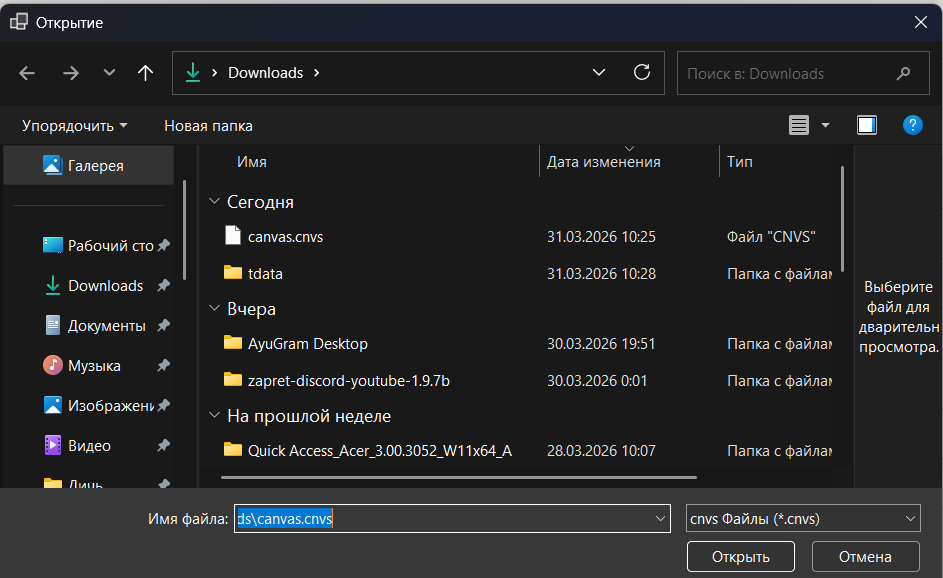 Открытие
Downloads
Поиск в: Downloads
Упорядочить
Новая папка
Галерея
Рабочий сто
Downloads
Документы
Музыка
Изображени
Видео
Дичь
Имя Дата изменения Тип
Сегодня
canvas.cnvs 31.03.2026 10:25 Файл "CNVS"
tdata 31.03.2026 10:28 Папка с файлам
Вчера
AyuGram Desktop 30.03.2026 19:51 Папка с файлам
zapret-discord-youtube-1.9.7b 30.03.2026 0:01 Папка с файлам
На прошлой неделе
Quick Access_Acer_3.00.3052_W11x64_A 28.03.2026 10:07 Папка с файлам
Выберите
файл для
дварительн
просмотра.
Имя файла: ds\canvas.cnvs
cnvs Файлы (*.cnvs)
Открыть
Отмена